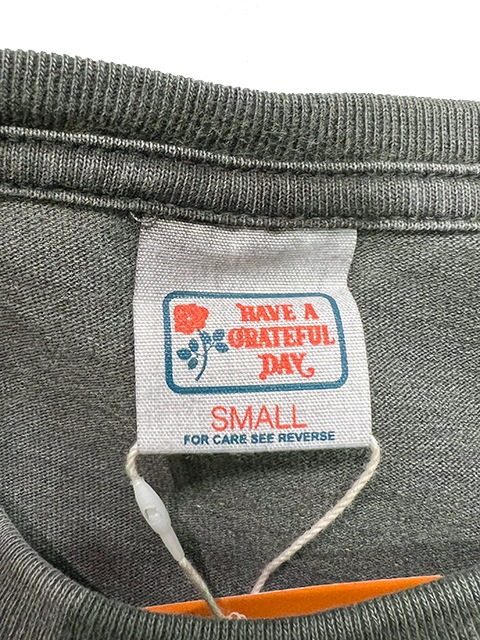 HAVE A
GRATEFUL
DAY
SMALL
FOR CARE SEE REVERSE